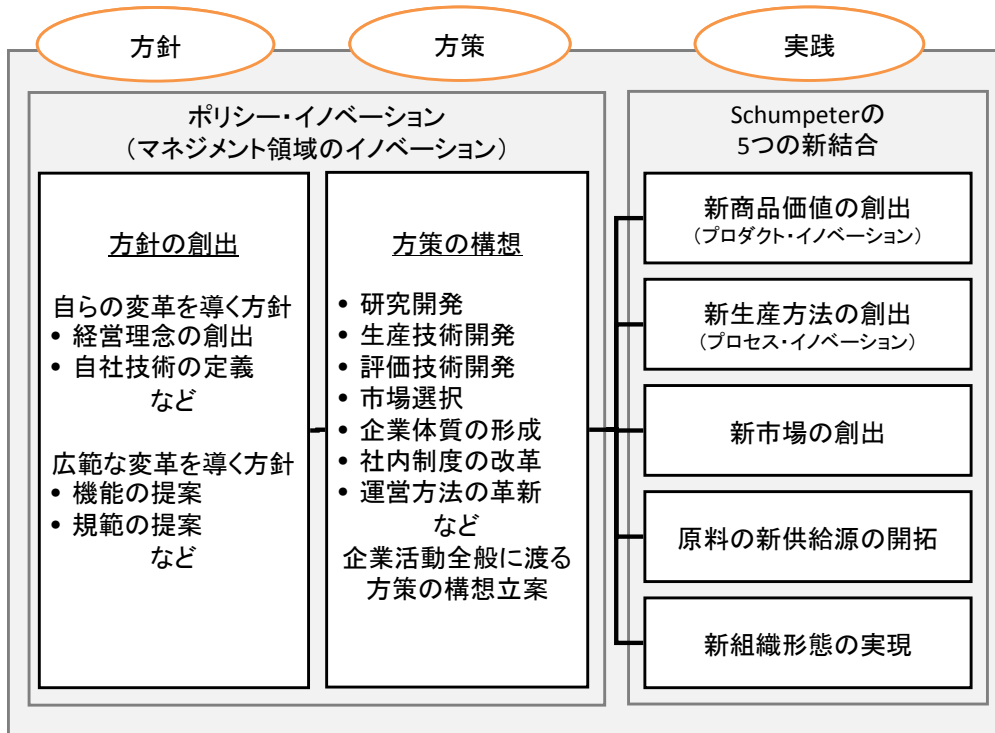 方針
方策
実践
ポリシー・イノベーション
（マネジメント領域のイノベーション）
方針の創出
自らの変革を導く方針
• 経営理念の創出
• 自社技術の定義
など
広範な変革を導く方針
• 機能の提案
• 規範の提案
など
方策の構想
• 研究開発
• 生産技術開発
• 評価技術開発
• 市場選択
• 企業体質の形成
• 社内制度の改革
• 運営方法の革新
など
企業活動全般に渡る
方策の構想立案
Schumpeterの
5つの新結合
新商品価値の創出
（プロダクト・イノベーション）
新生産方法の創出
（プロセス・イノベーション）
新市場の創出
原料の新供給源の開拓
新組織形態の実現